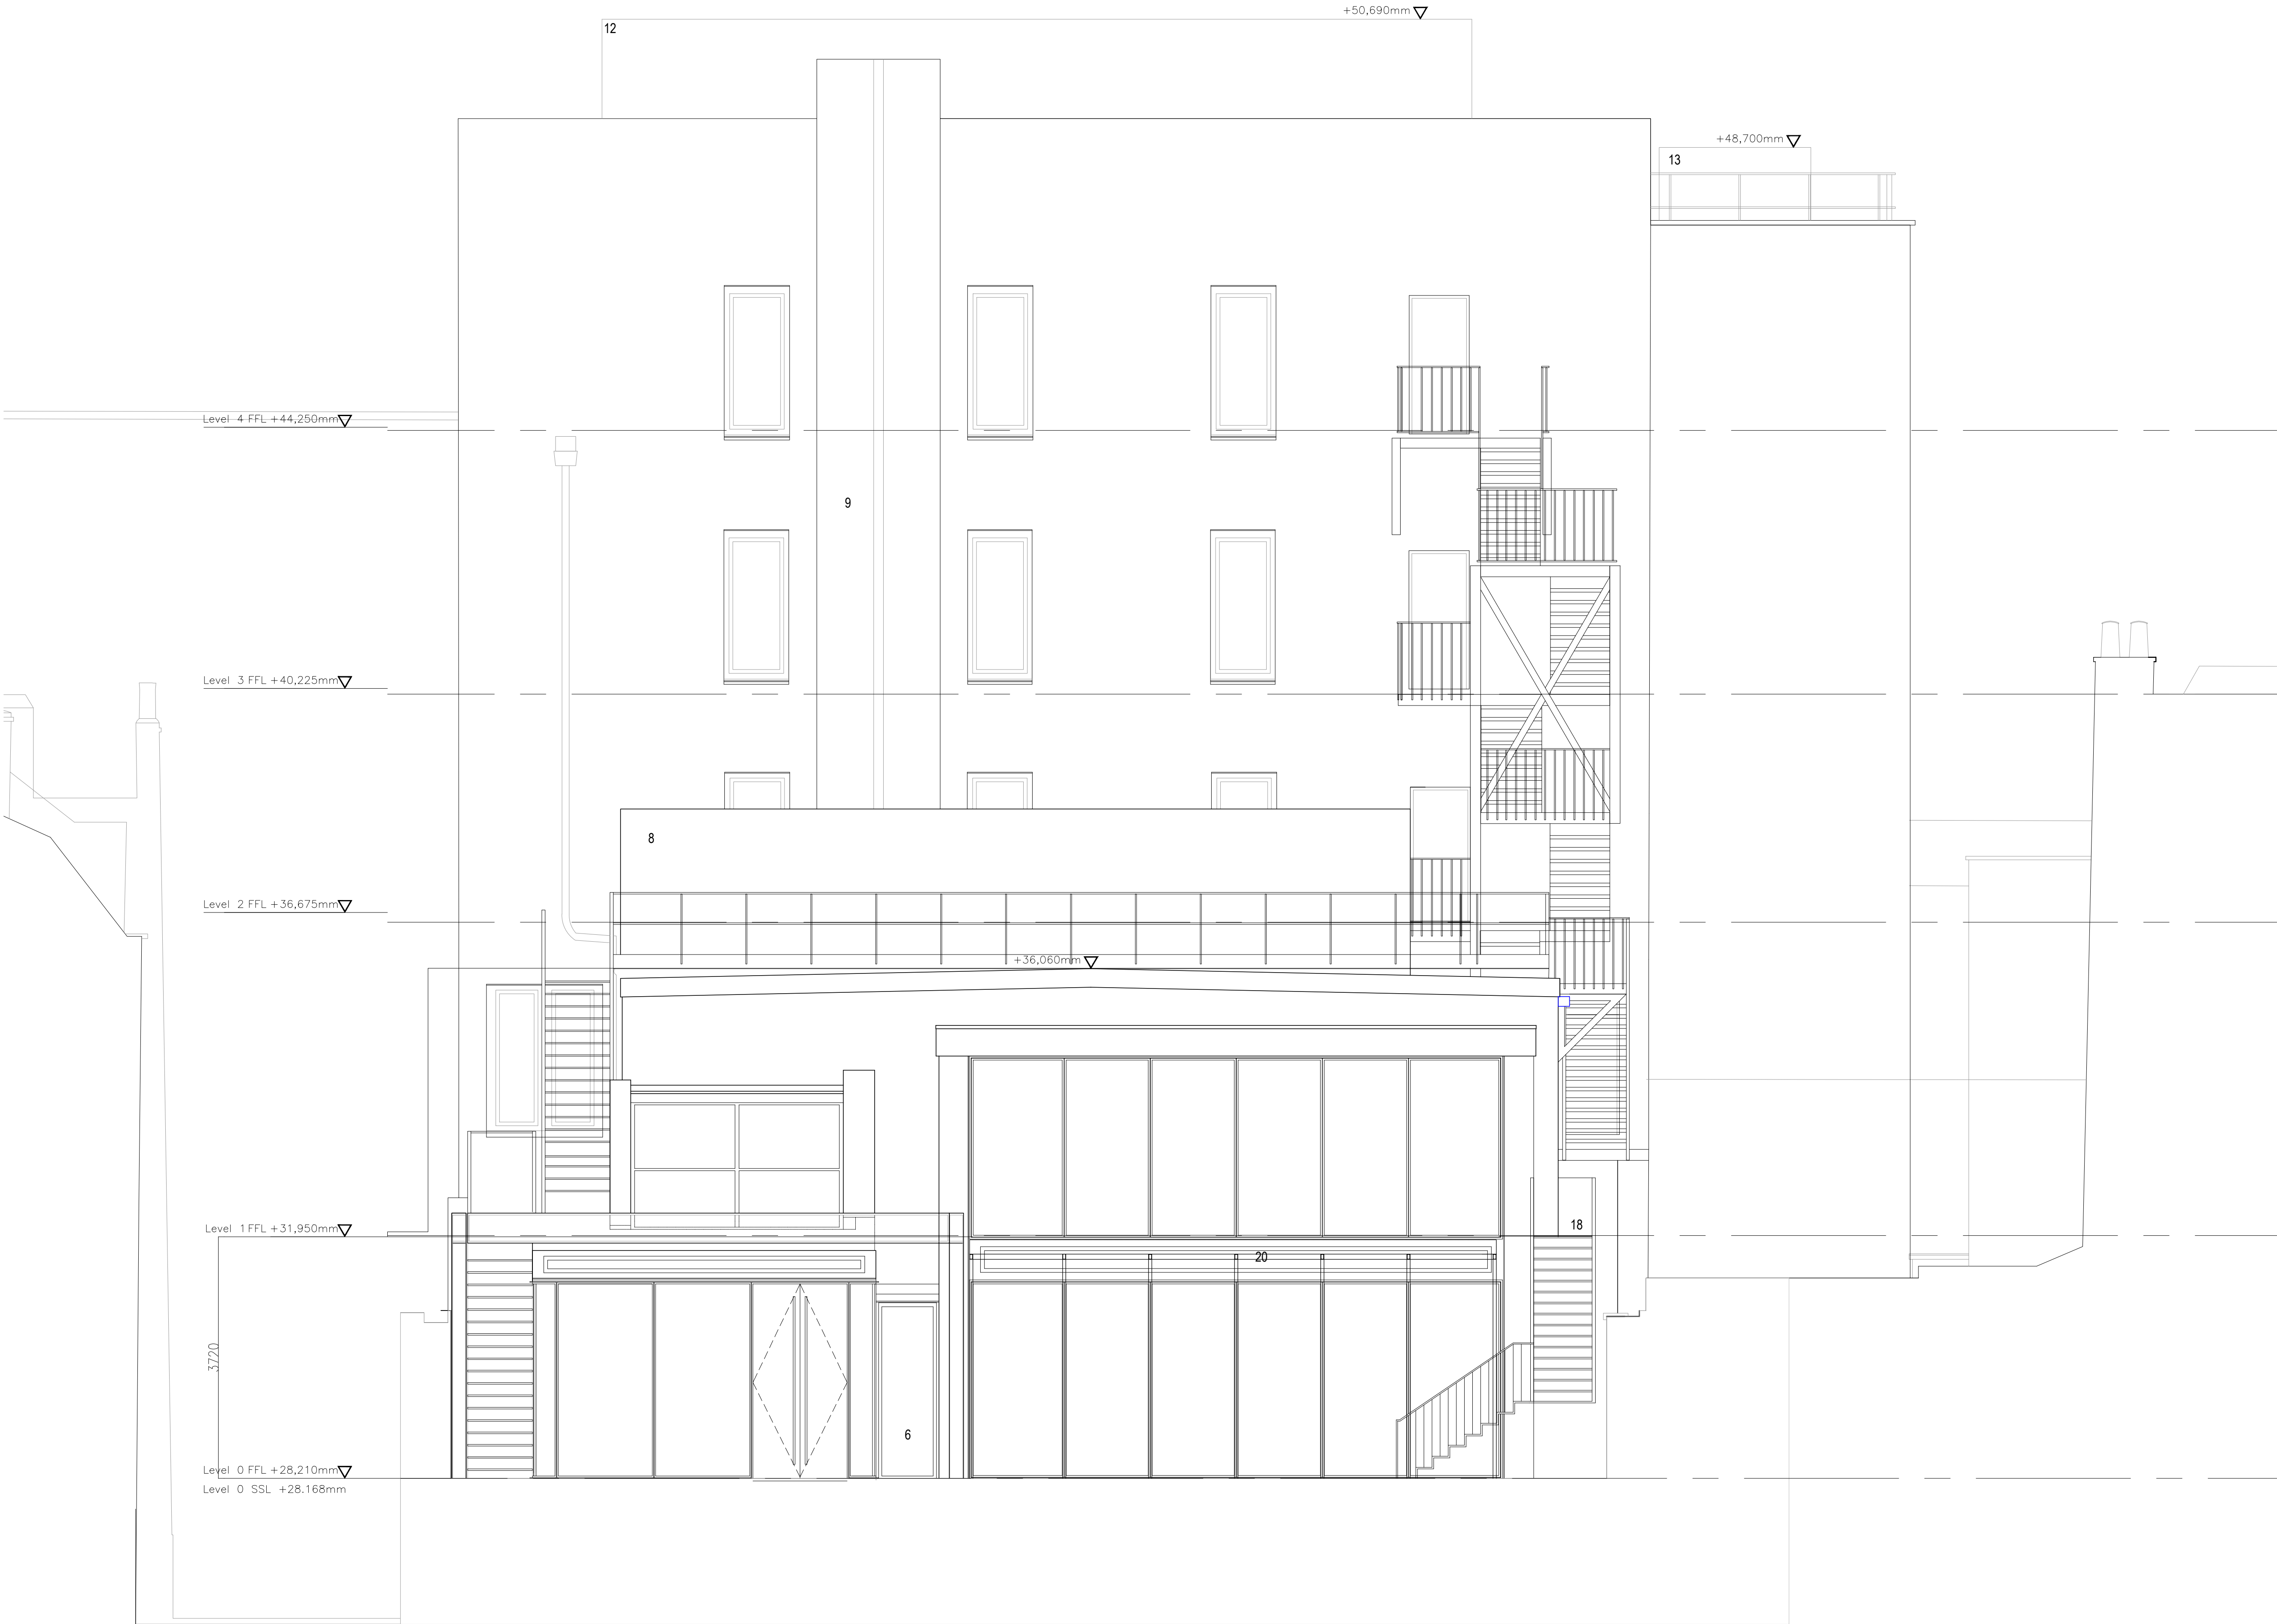 +50,690mm
12
+48,700mm
13
Level 4 FFL +44,250mm
9
Level 3 FFL +40,225mm
8
Level 2 FFL +36,675mm
+36,060mm
18
Level 1 FFL +31,950mm
20
3720
6
Level 0 FFL +28,210mm
Level 0 SSL +28.168mm